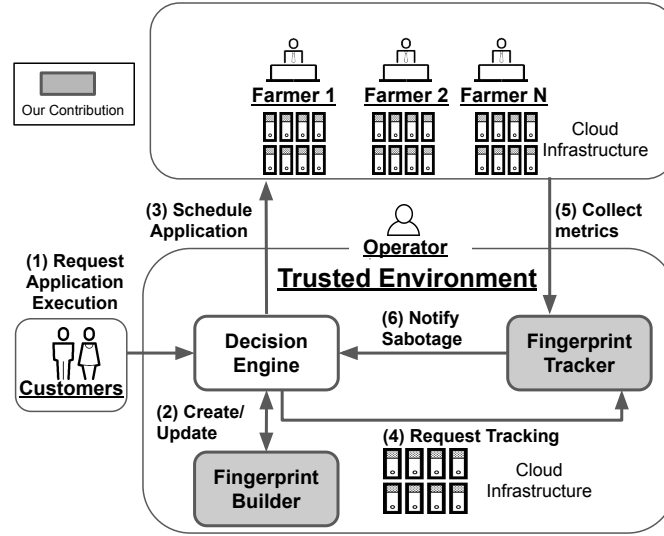 Our Contribution
Farmer 1
Farmer 2
Farmer N
Cloud
Infrastructure
(3) Schedule
Application
(5) Collect
metrics
Operator
(1) Request
Application
Execution
Trusted Environment
Customers
Decision
Engine
(6) Notify
Sabotage
Fingerprint
Tracker
(2) Create/
Update
(4) Request Tracking
Fingerprint
Builder
Cloud
Infrastructure